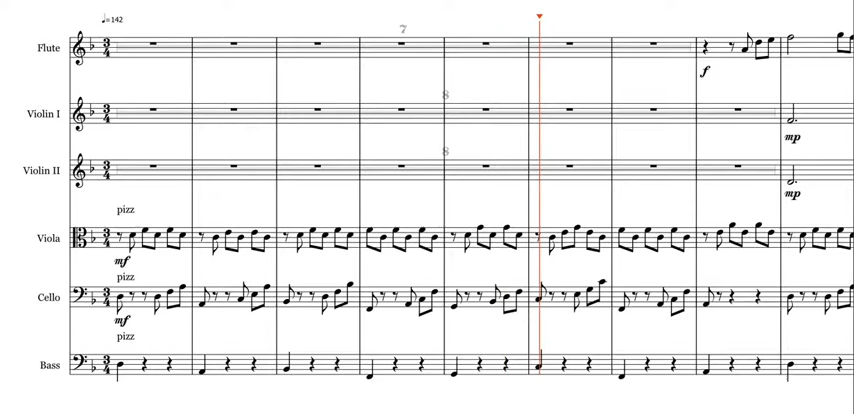 ♩=142
7
Flute
f
8
Violin I
mp
8
Violin II
mp
pizz
Viola
mf
pizz
Cello
mf
pizz
Bass